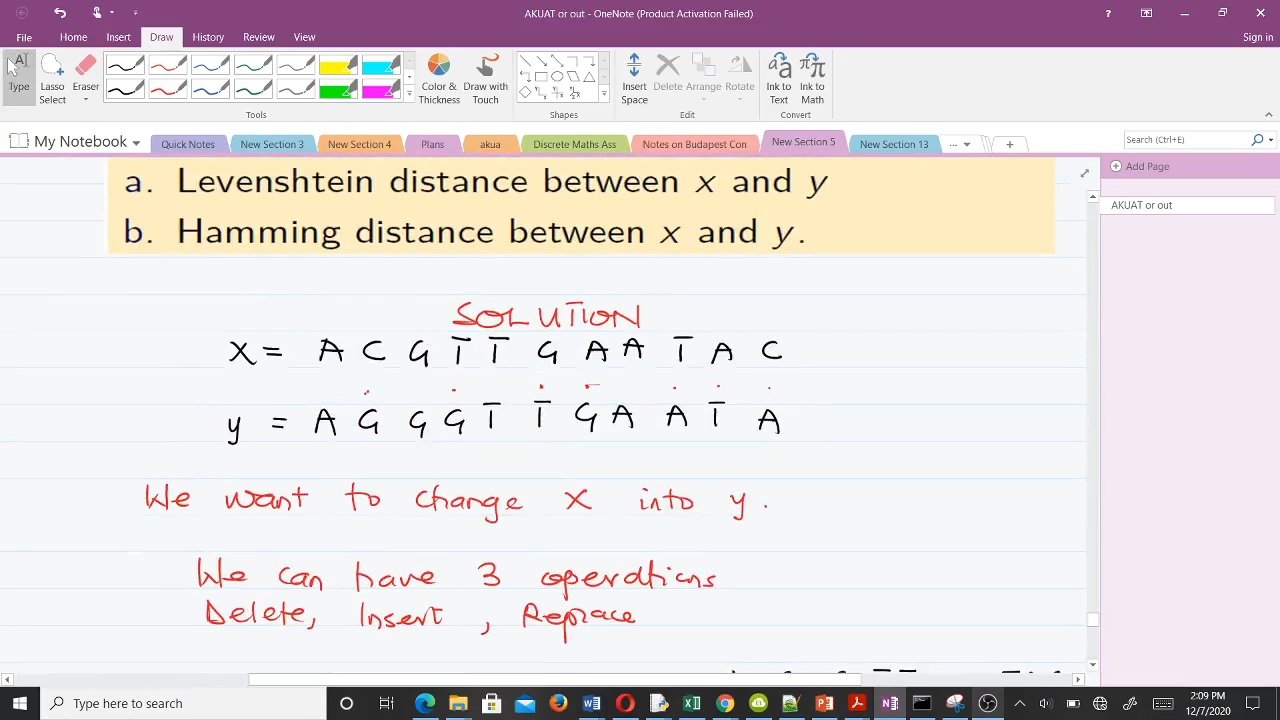 AKUAT or out - OneNote (Product Activation Failed)
File Home Insert Draw History Review View Sign in
Type
Lasso Select
Eraser
Color & Thickness
Draw with Touch
Insert Space
Delete Arrange Rotate
Ink to Text
Ink to Math
Tools Shapes Edit Convert
My Notebook Quick Notes New Section 3 New Section 4 Plans akua Discrete Maths Ass Notes on Budapest Con New Section 5 New Section 13 ... Search (Ctrl+E)
Add Page
AKUAT or out
a. Levenshtein distance between x and y
b. Hamming distance between x and y.
SOLUTION
X = A C G T T G A A T A C
y = A G G G T T G A A T A
We want to change X into y.
We can have 3 operations
Delete, Insert, Replace
Type here to search
2:09 PM
12/7/2020